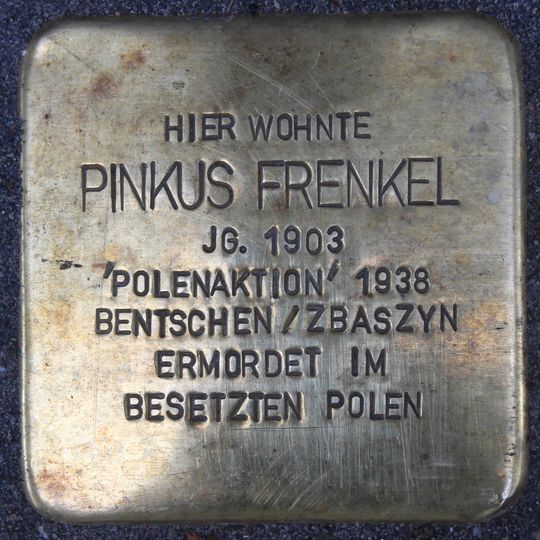 HIER WOHNTE
PINKUS FRENKEL
JG. 1903
'POLENAKTION' 1938
BENTSCHEN/ZBASZYN
ERMORDET IM
BESETZTEN POLEN